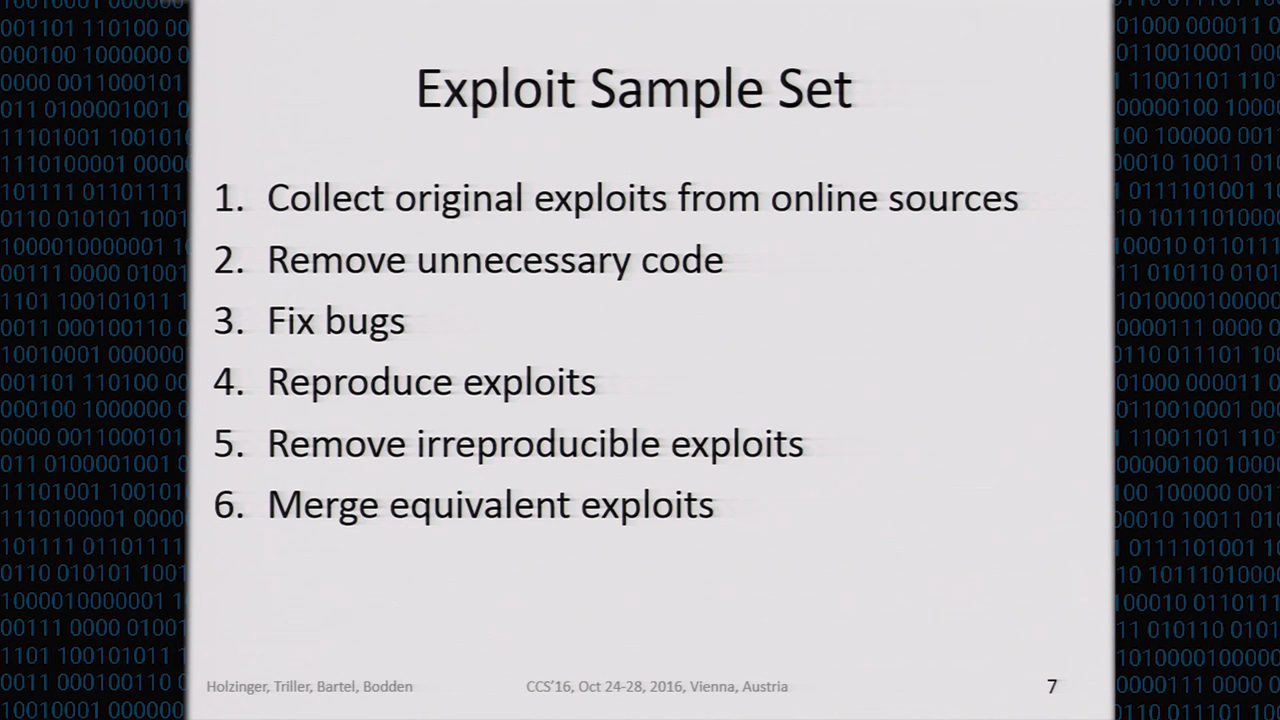 Exploit Sample Set
1. Collect original exploits from online sources
2. Remove unnecessary code
3. Fix bugs
4. Reproduce exploits
5. Remove irreproducible exploits
6. Merge equivalent exploits
Holzinger, Triller, Bartel, Bodden CCS'16, Oct 24-28, 2016, Vienna, Austria 7